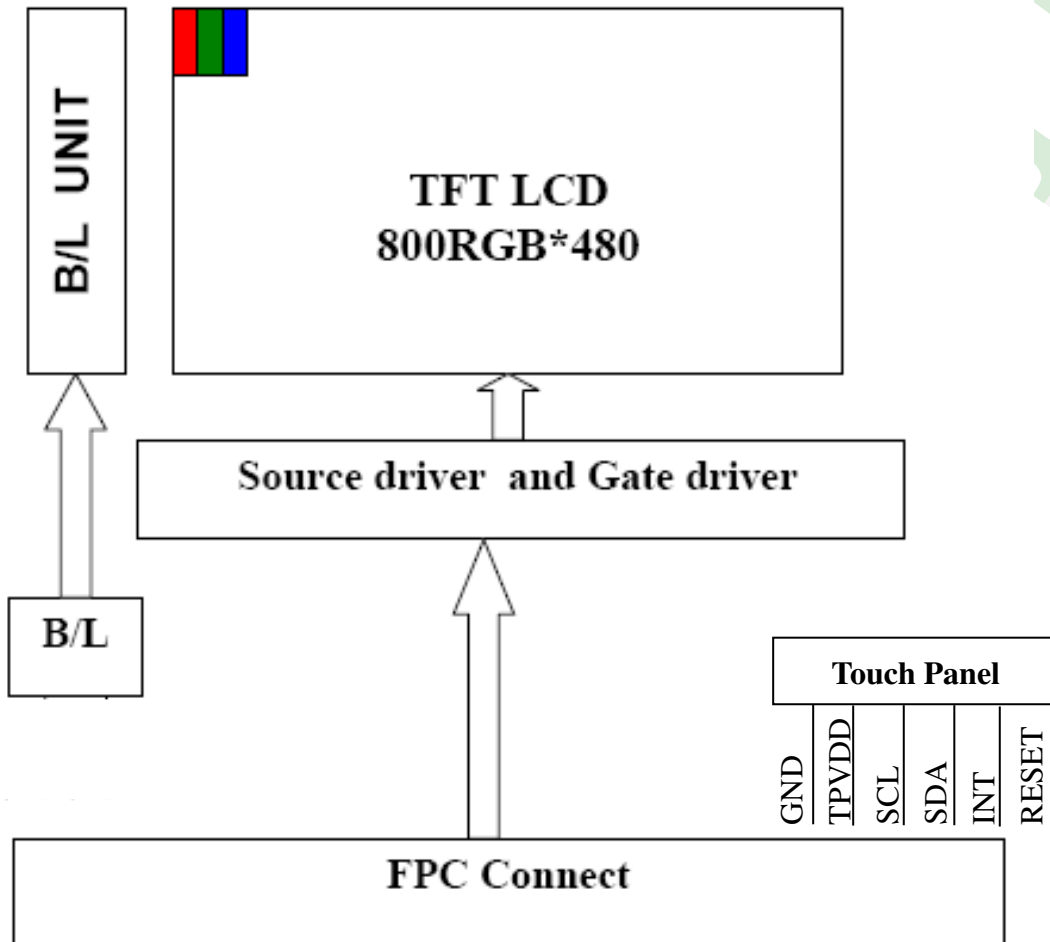 B/L UNIT
TFT LCD
800RGB*480
Source driver and Gate driver
B/L
Touch Panel
GND
TPVDD
SCL
SDA
INT
RESET
FPC Connect